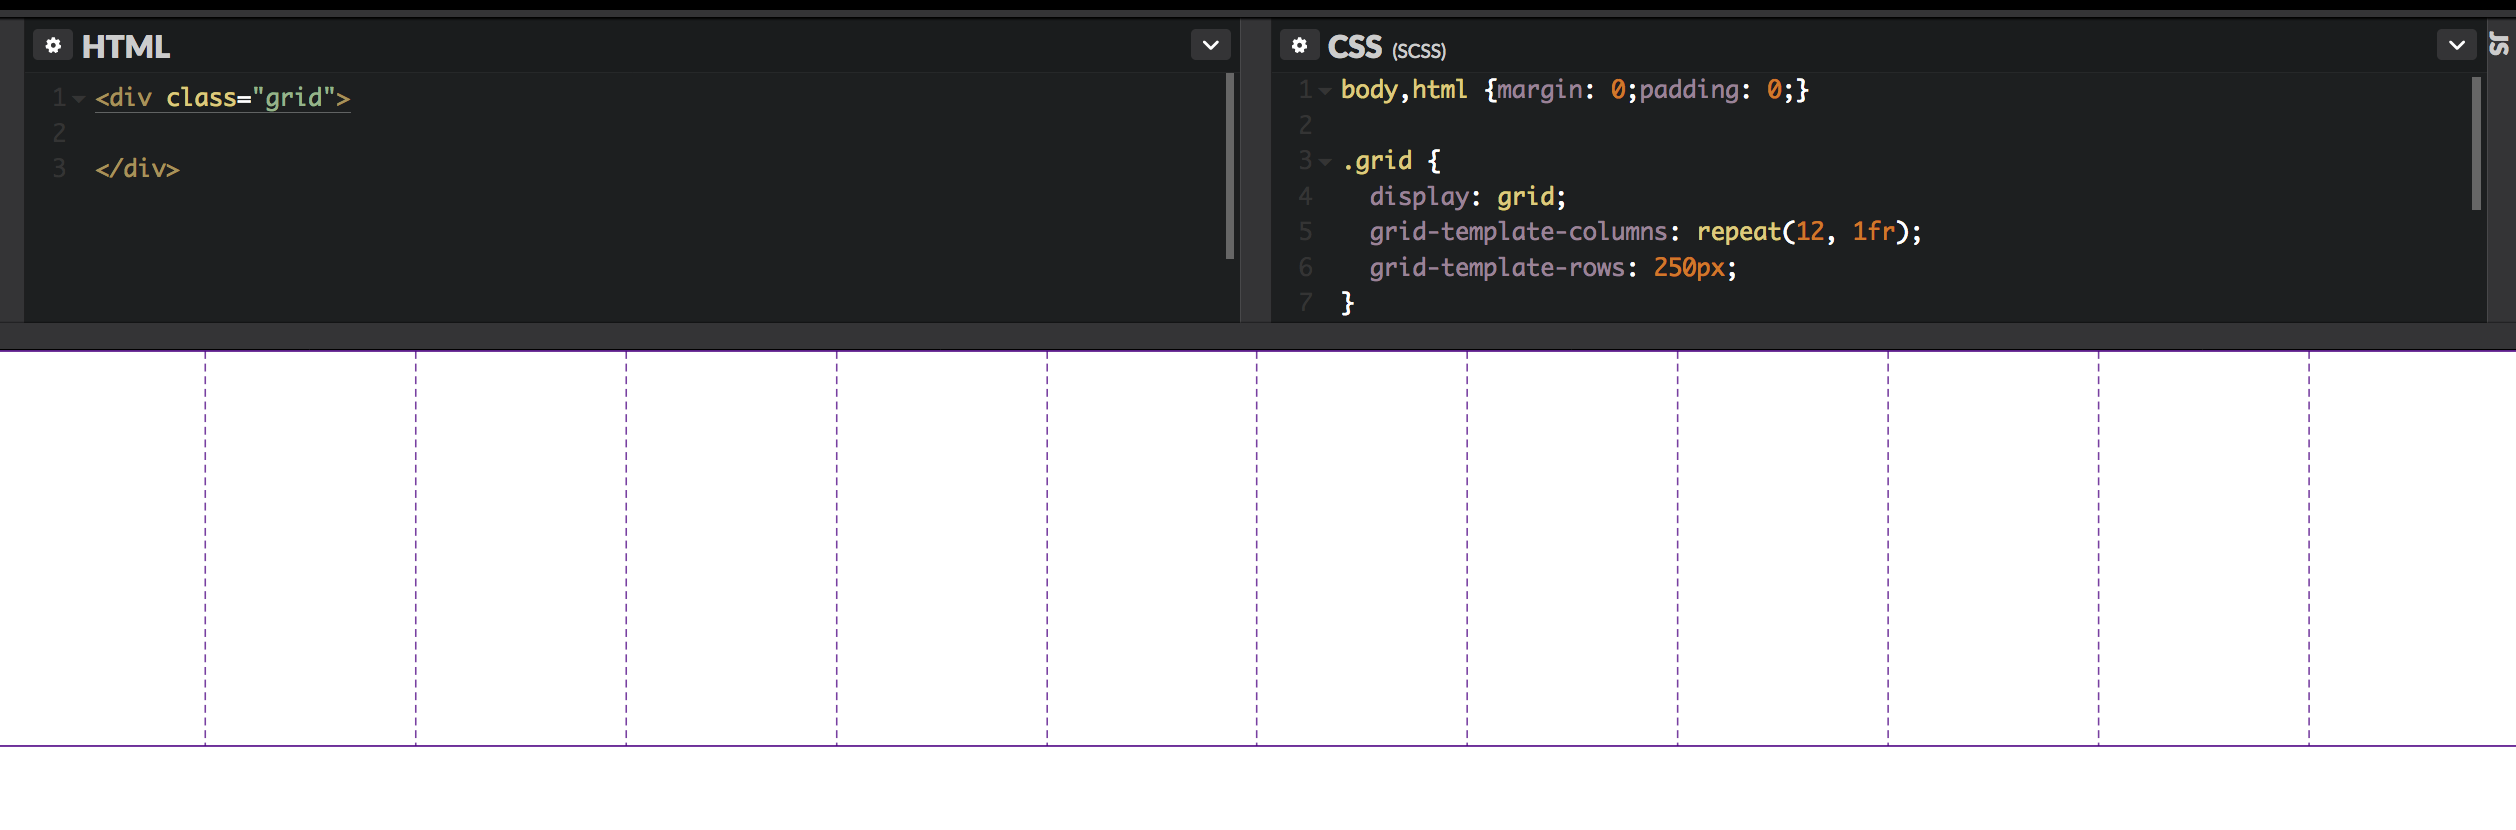 HTML
1 <div class="grid">
2
3 </div>
CSS (SCSS)
1 body,html {margin: 0;padding: 0;}
2
3 .grid {
4 display: grid;
5 grid-template-columns: repeat(12, 1fr);
6 grid-template-rows: 250px;
7 }
JS